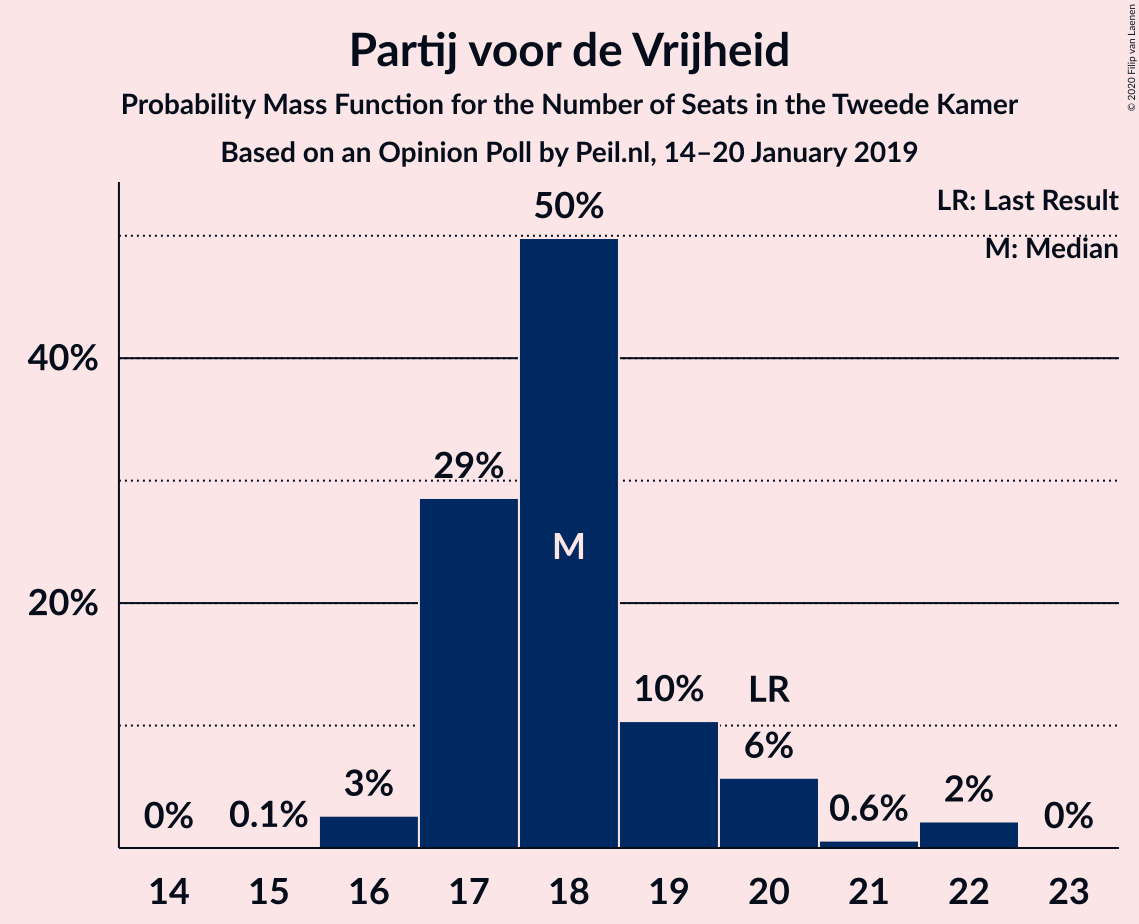 Partij voor de Vrijheid
Probability Mass Function for the Number of Seats in the Tweede Kamer
Based on an Opinion Poll by Peil.nl, 14–20 January 2019
© 2020 Filip van Laenen
LR: Last Result
M: Median
50%
40%
29%
M
20%
10%
LR
6%
3%
2%
0%
0.1%
0.6%
0%
14 15 16 17 18 19 20 21 22 23